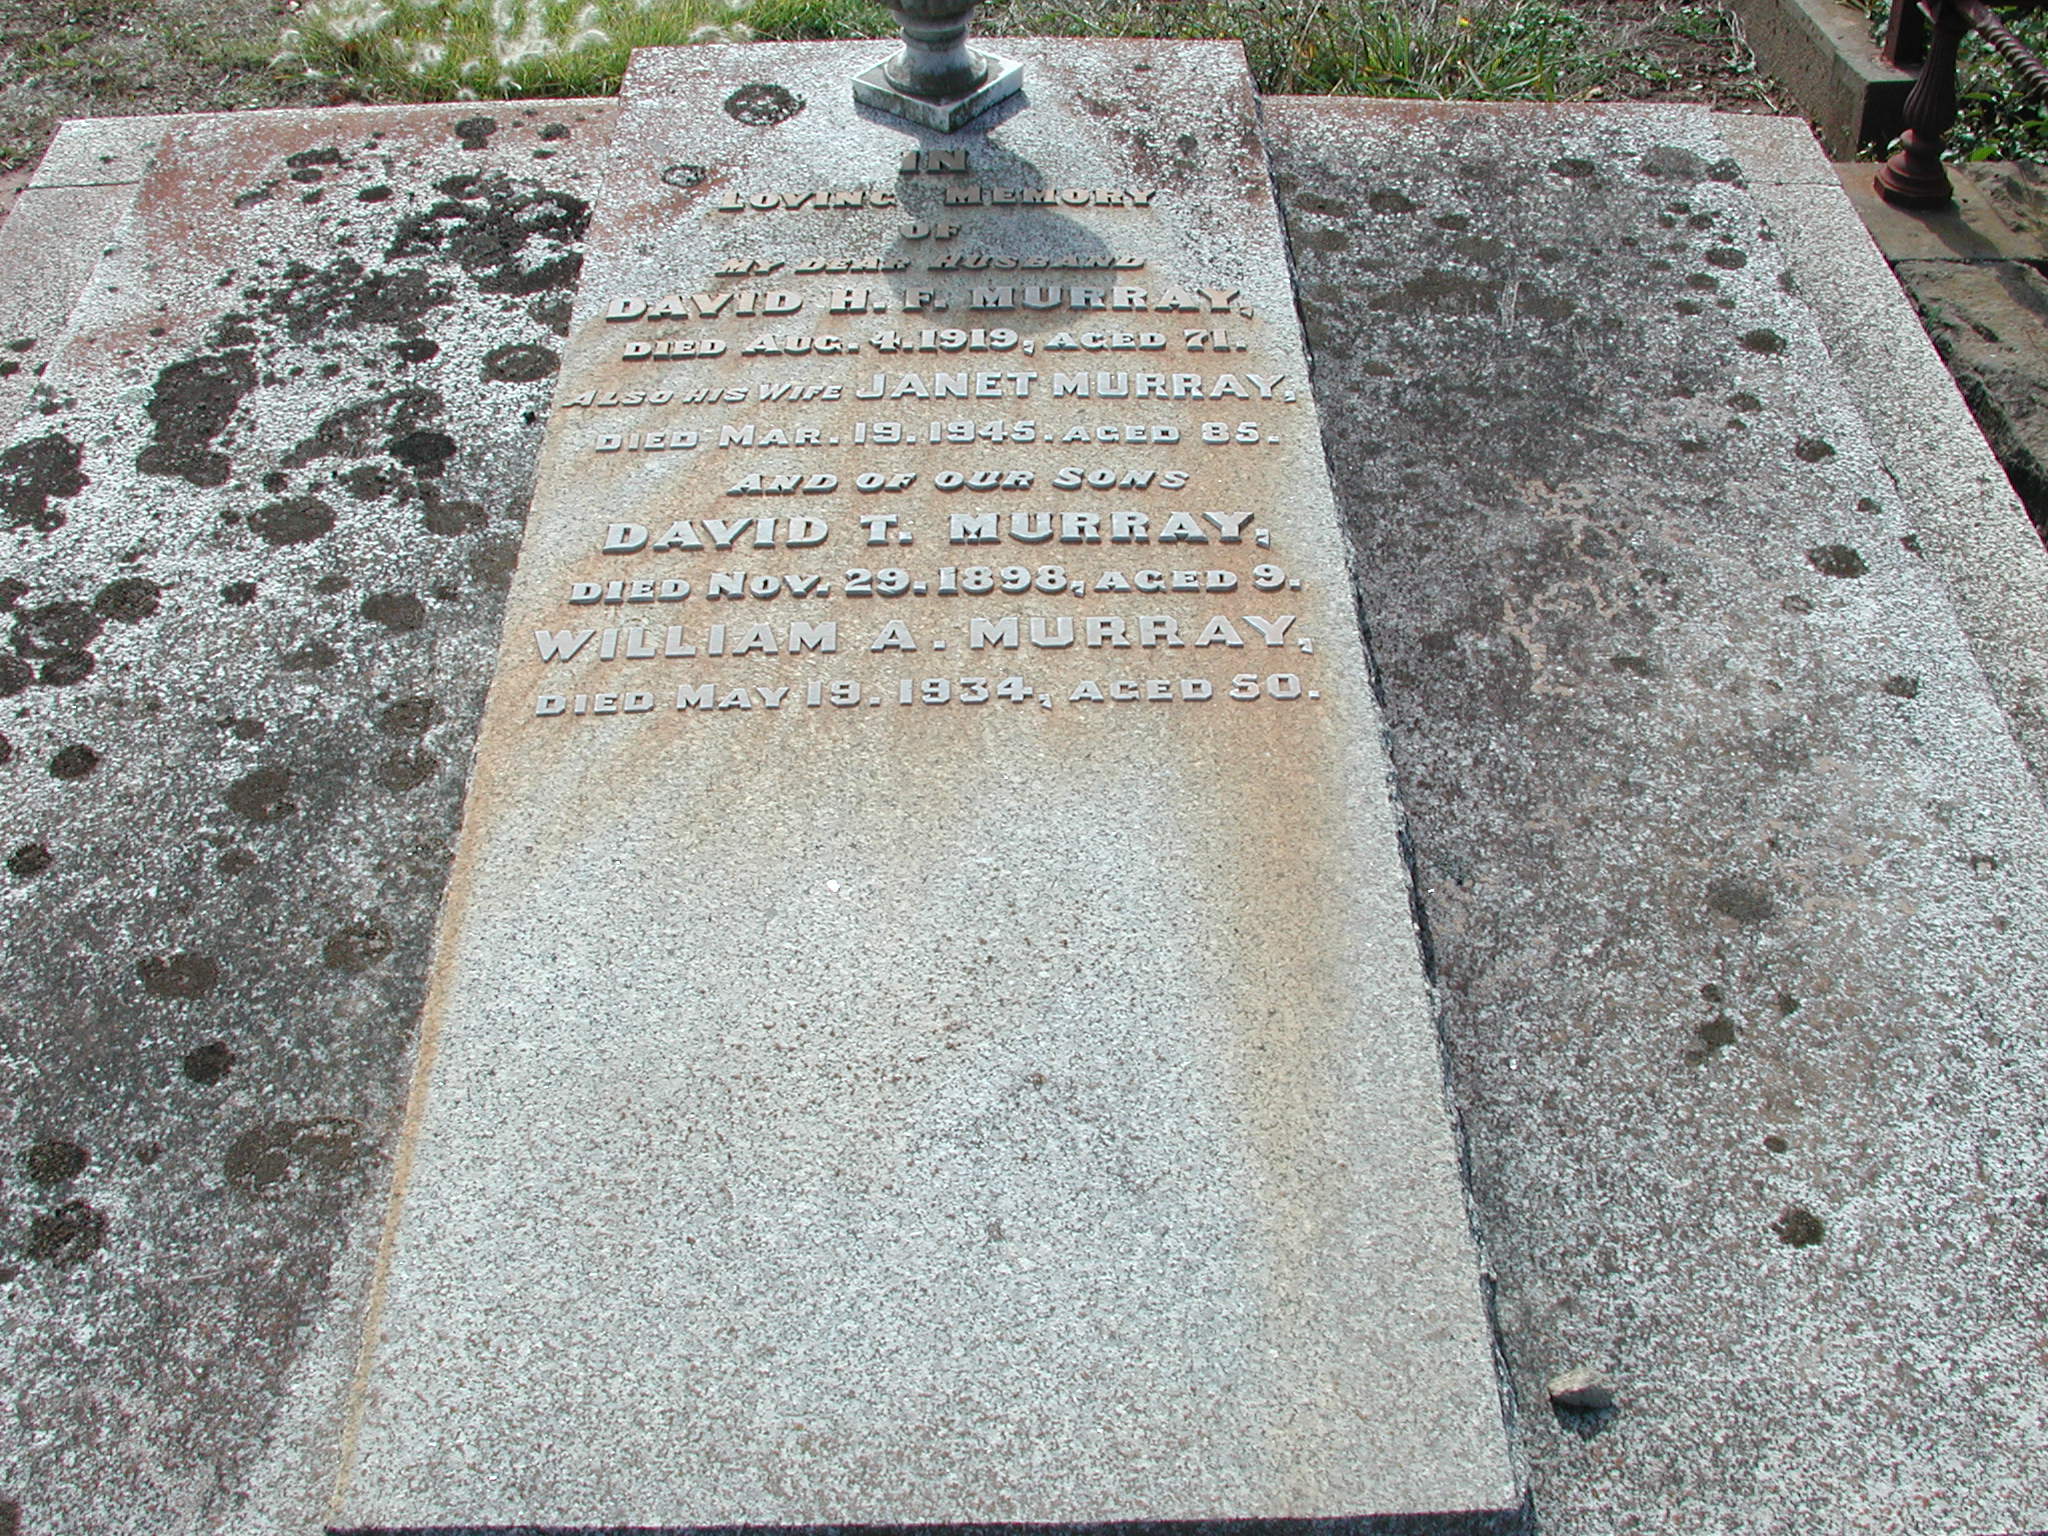 IN
LOVING MEMORY
OF
MY DEAR HUSBAND
DAVID H. F. MURRAY,
DIED AUG. 4. 1919, AGED 71.
ALSO HIS WIFE JANET MURRAY,
DIED MAR. 19. 1945. AGED 85.
AND OF OUR SONS
DAVID T. MURRAY,
DIED NOV. 29. 1898, AGED 9.
WILLIAM A. MURRAY,
DIED MAY 19. 1934, AGED 50.